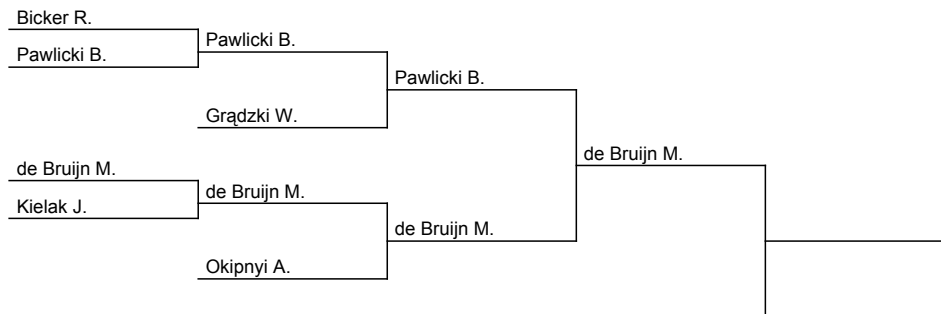 Bicker R.
Pawlicki B.
Pawlicki B.
Pawlicki B.
Grądzki W.
de Bruijn M.
de Bruijn M.
de Bruijn M.
Kielak J.
de Bruijn M.
Okipnyi A.